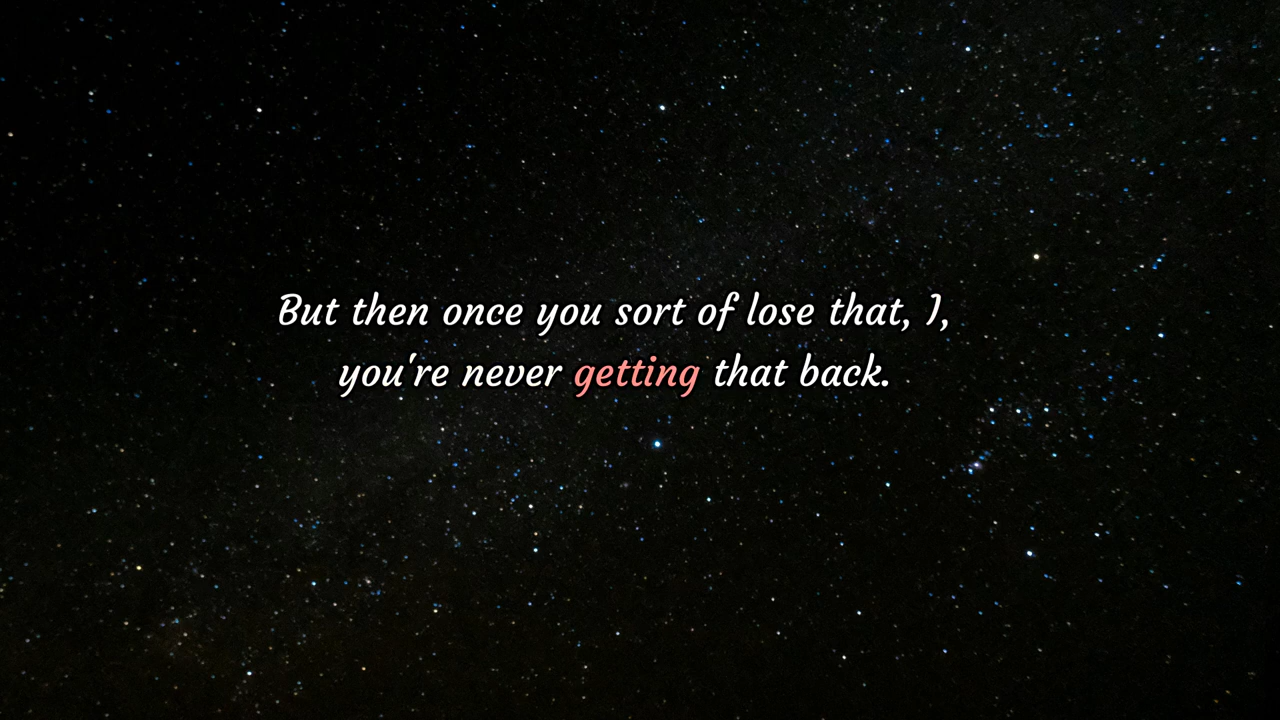 But then once you sort of lose that, I,
you're never getting that back.